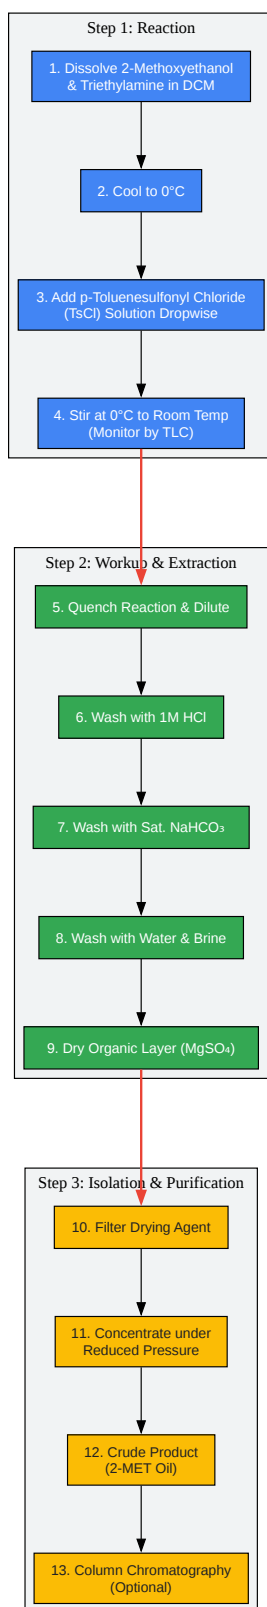 Step 1: Reaction
1. Dissolve 2-Methoxyethanol
& Triethylamine in DCM
2. Cool to 0°C
3. Add p-Toluenesulfonyl Chloride
(TsCl) Solution Dropwise
4. Stir at 0°C to Room Temp
(Monitor by TLC)
Step 2: Workup & Extraction
5. Quench Reaction & Dilute
6. Wash with 1M HCl
7. Wash with Sat. NaHCO₃
8. Wash with Water & Brine
9. Dry Organic Layer (MgSO₄)
Step 3: Isolation & Purification
10. Filter Drying Agent
11. Concentrate under
Reduced Pressure
12. Crude Product
(2-MET Oil)
13. Column Chromatography
(Optional)